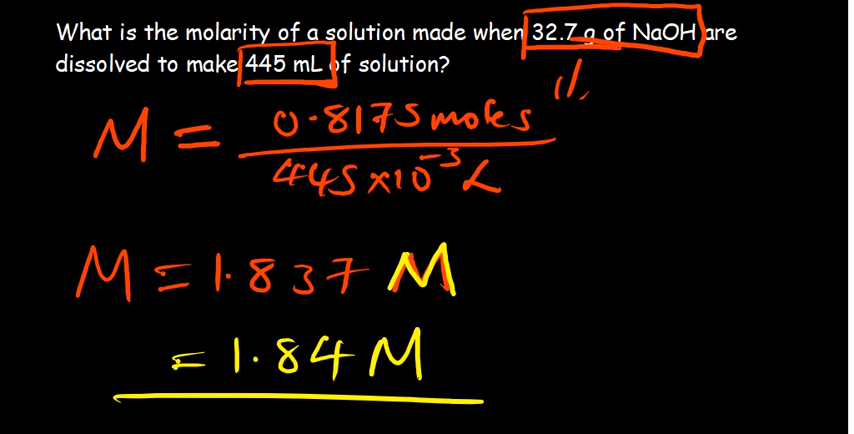 What is the molarity of a solution made when 32.7 g of NaOH are
dissolved to make 445 mL of solution?
M = 0.8175 moles
445 x 10⁻³ L
M = 1.837 M
= 1.84 M